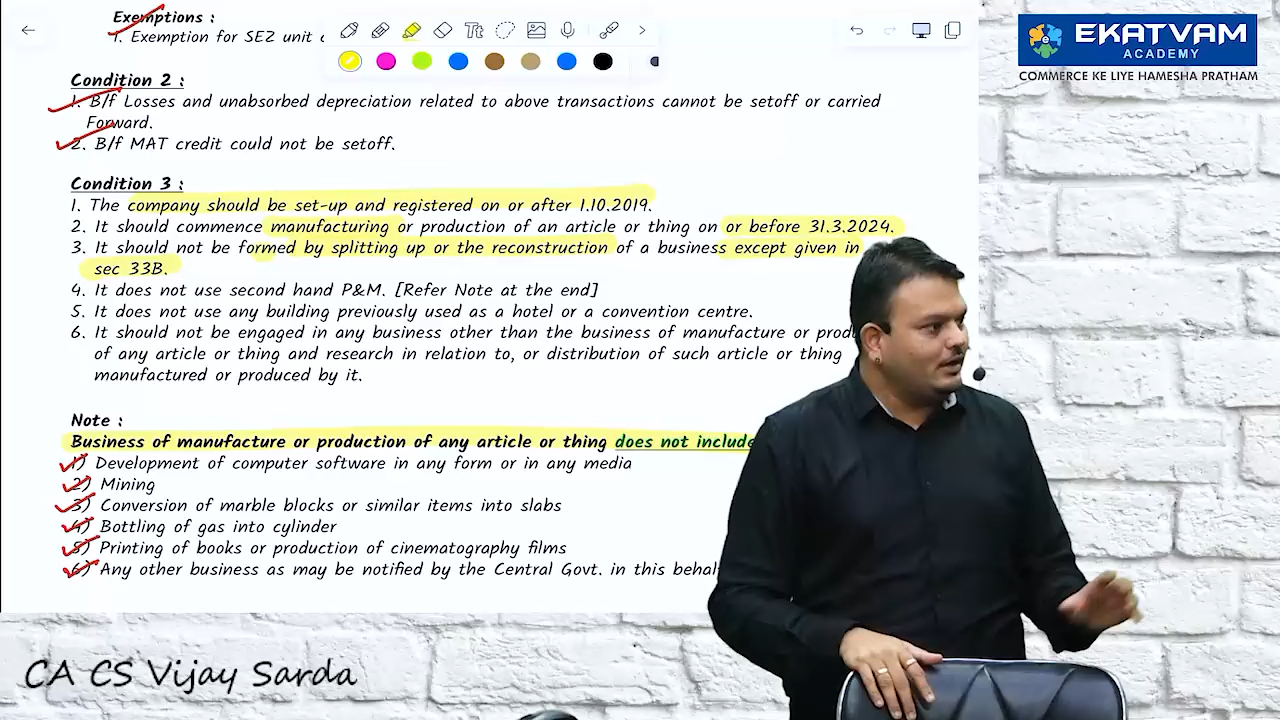 Exemptions :
1. Exemption for SEZ unit
Tt
EKATVAM
ACADEMY
COMMERCE KE LIYE HAMESHA PRATHAM
Condition 2 :
1. B/f Losses and unabsorbed depreciation related to above transactions cannot be setoff or carried
Forward.
2. B/f MAT credit could not be setoff.
Condition 3 :
1. The company should be set-up and registered on or after 1.10.2019.
2. It should commence manufacturing or production of an article or thing on or before 31.3.2024.
3. It should not be formed by splitting up or the reconstruction of a business except given in
sec 33B.
4. It does not use second hand P&M. [Refer Note at the end]
5. It does not use any building previously used as a hotel or a convention centre.
6. It should not be engaged in any business other than the business of manufacture or prod
of any article or thing and research in relation to, or distribution of such article or thing
manufactured or produced by it.
Note :
Business of manufacture or production of any article or thing does not include
1) Development of computer software in any form or in any media
2) Mining
3) Conversion of marble blocks or similar items into slabs
4) Bottling of gas into cylinder
5) Printing of books or production of cinematography films
6) Any other business as may be notified by the Central Govt. in this behal
CA CS Vijay Sarda